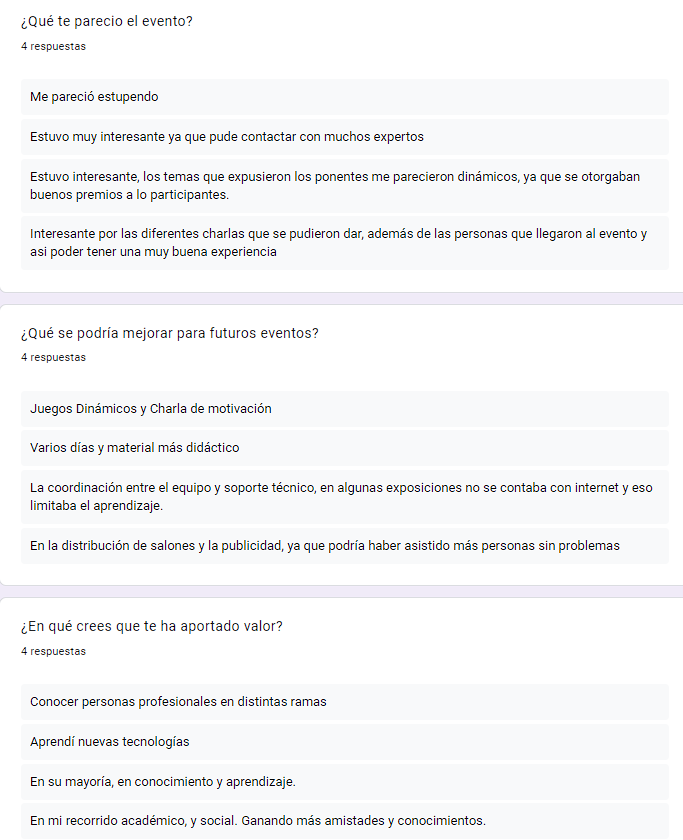 ¿Qué te parecio el evento?
4 respuestas
Me pareció estupendo
Estuvo muy interesante ya que pude contactar con muchos expertos
Estuvo interesante, los temas que expusieron los ponentes me parecieron dinámicos, ya que se otorgaban
buenos premios a lo participantes.
Interesante por las diferentes charlas que se pudieron dar, además de las personas que llegaron al evento y
asi poder tener una muy buena experiencia
¿Qué se podría mejorar para futuros eventos?
4 respuestas
Juegos Dinámicos y Charla de motivación
Varios días y material más didáctico
La coordinación entre el equipo y soporte técnico, en algunas exposiciones no se contaba con internet y eso
limitaba el aprendizaje.
En la distribución de salones y la publicidad, ya que podría haber asistido más personas sin problemas
¿En qué crees que te ha aportado valor?
4 respuestas
Conocer personas profesionales en distintas ramas
Aprendí nuevas tecnologías
En su mayoría, en conocimiento y aprendizaje.
En mi recorrido académico, y social. Ganando más amistades y conocimientos.